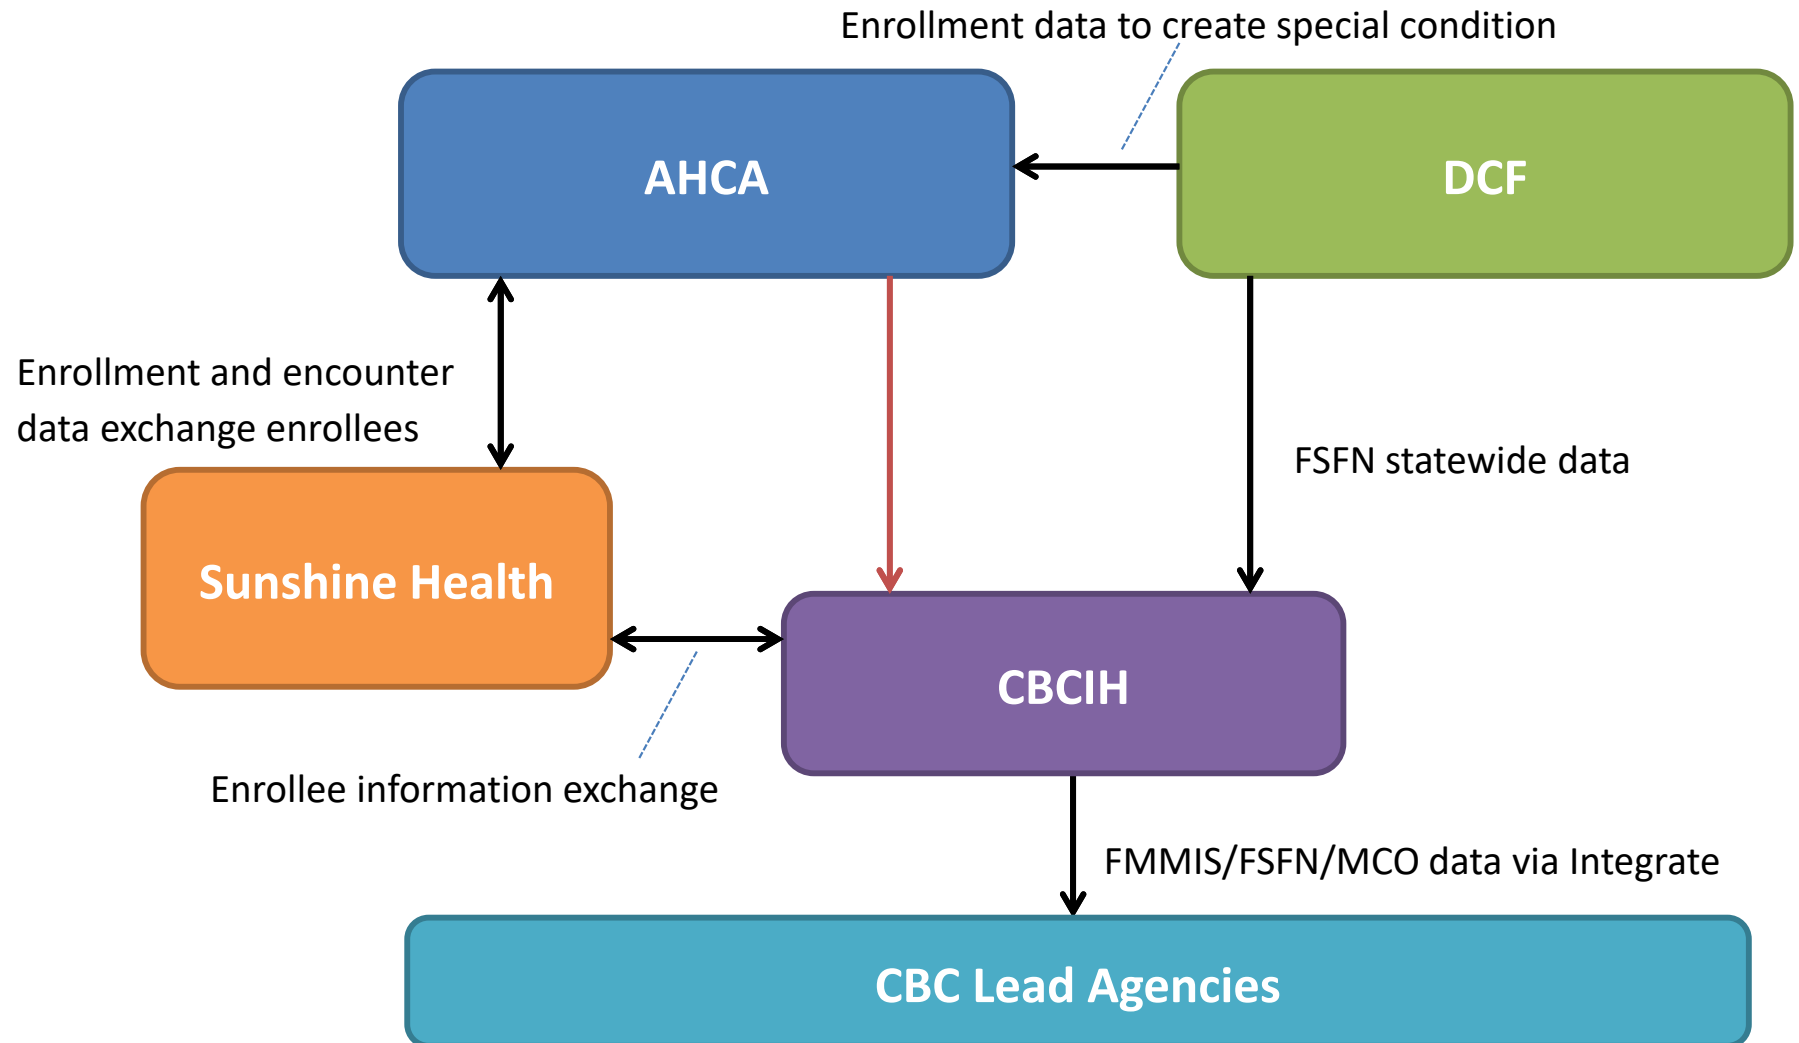 Enrollment data to create special condition
AHCA
DCF
Enrollment and encounter
data exchange enrollees
FSFN statewide data
Sunshine Health
CBCIH
Enrollee information exchange
FMMIS/FSFN/MCO data via Integrate
CBC Lead Agencies